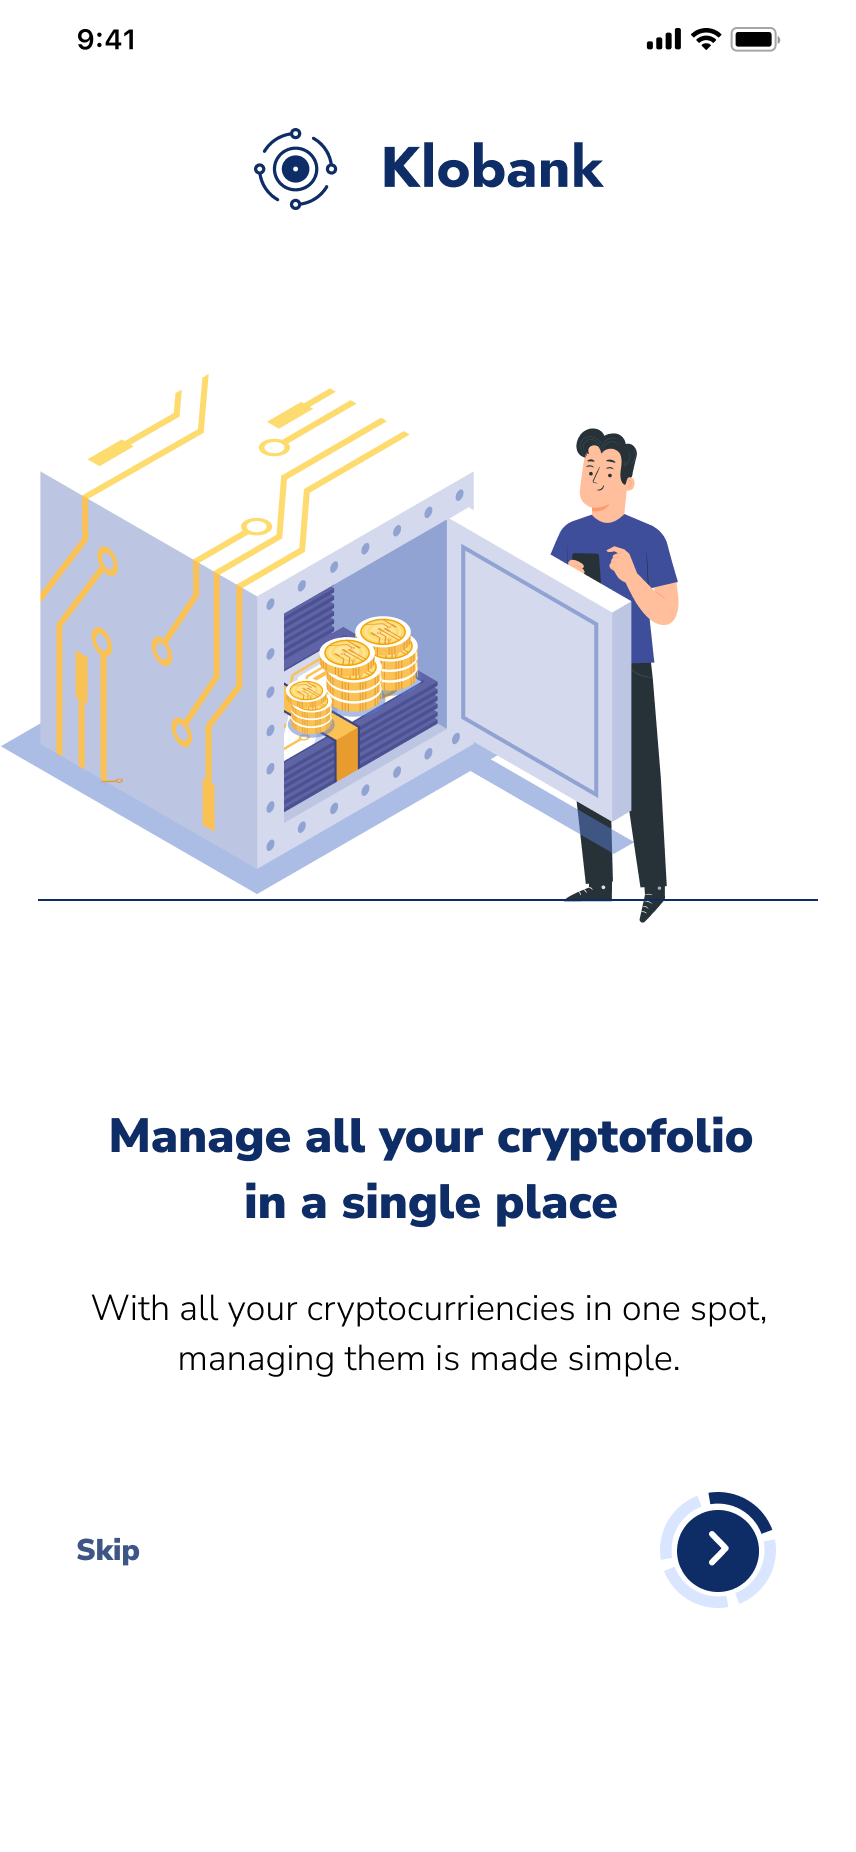 9:41
Klobank
Manage all your cryptofolio
in a single place
With all your cryptocurriencies in one spot,
managing them is made simple.
Skip